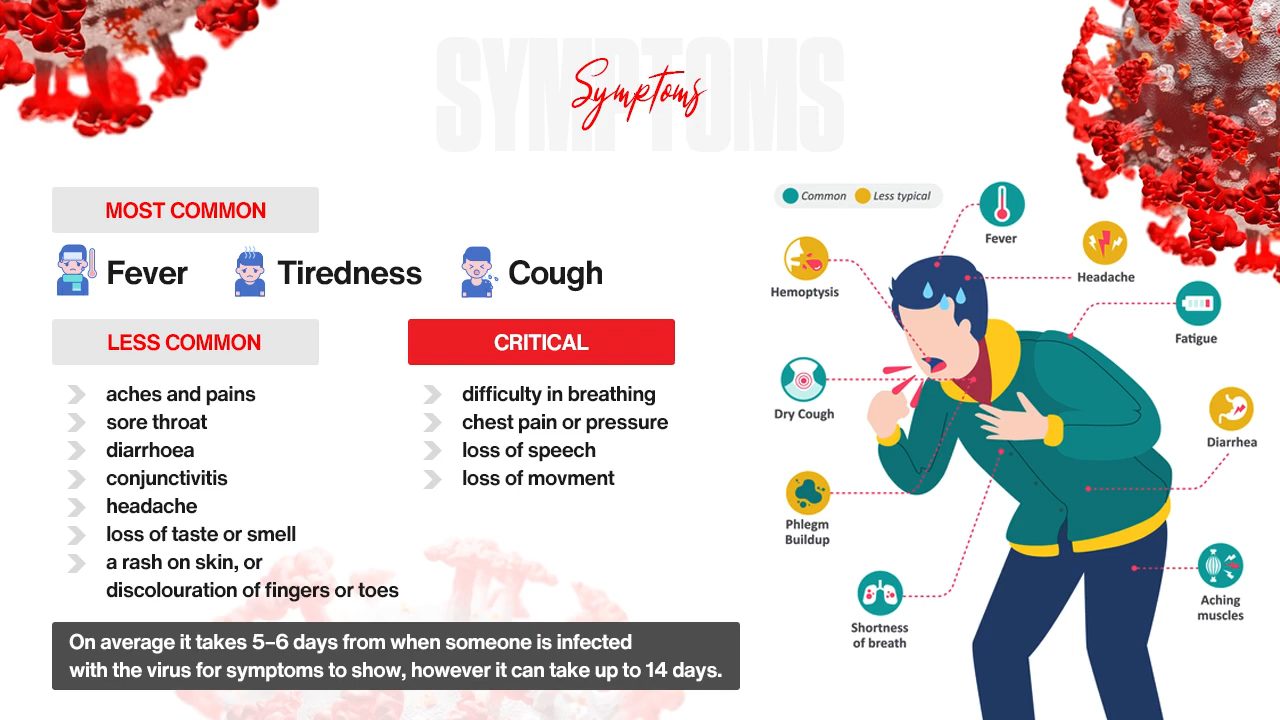 SYMPTOMS
Symptoms
MOST COMMON
Fever
Tiredness
Cough
LESS COMMON
aches and pains
sore throat
diarrhoea
conjunctivitis
headache
loss of taste or smell
a rash on skin, or
discolouration of fingers or toes
CRITICAL
difficulty in breathing
chest pain or pressure
loss of speech
loss of movment
On average it takes 5–6 days from when someone is infected
with the virus for symptoms to show, however it can take up to 14 days.
Common
Less typical
Fever
Headache
Hemoptysis
Fatigue
Dry Cough
Diarrhea
Phlegm
Buildup
Aching
muscles
Shortness
of breath